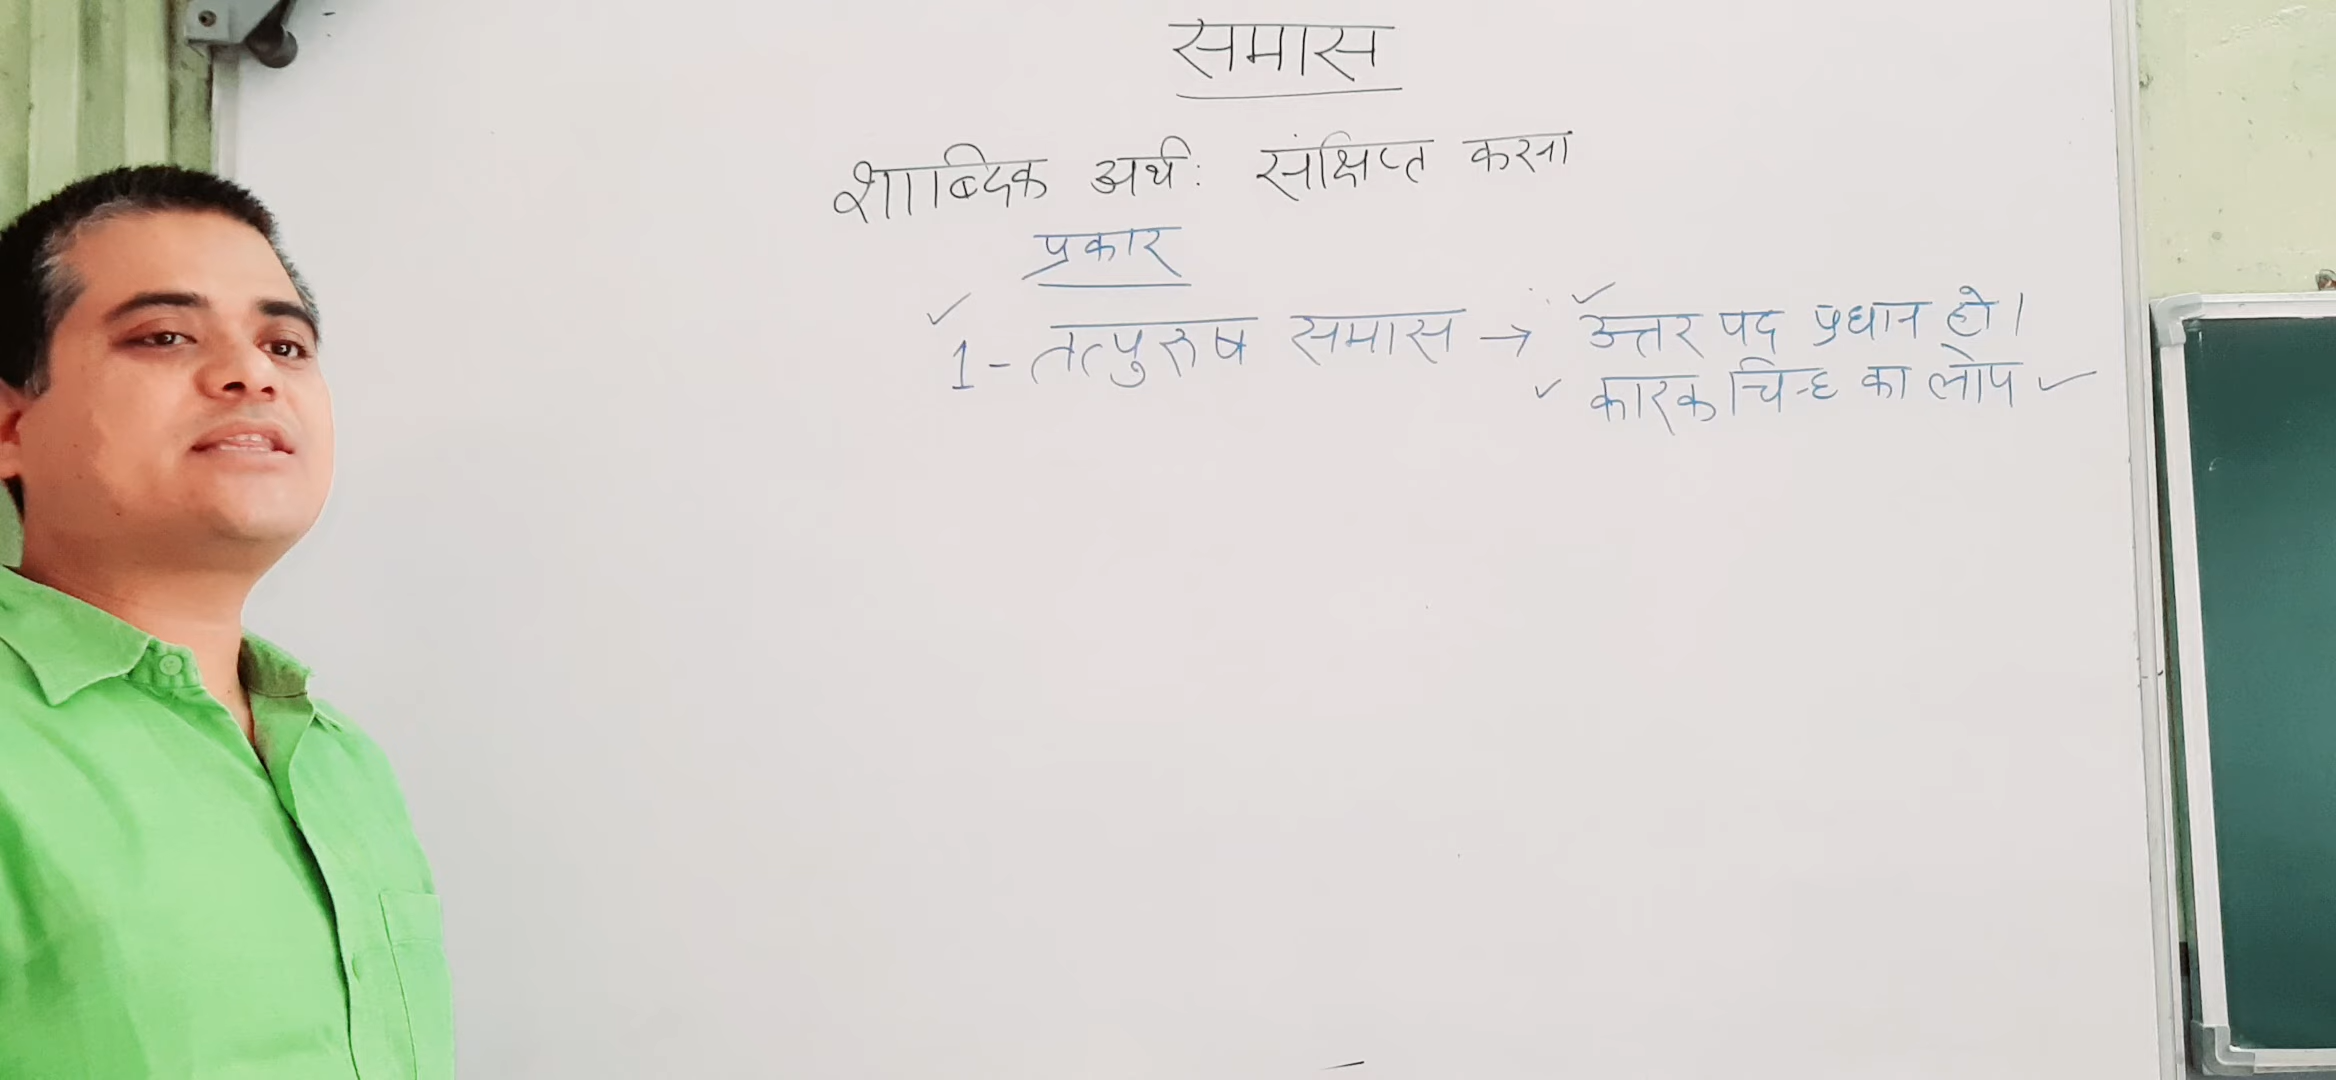 समास
शाब्दिक अर्थ: संक्षिप्त करना
प्रकार
1- तत्पुरुष समास → उत्तर पद प्रधान हो।
कारक चिन्ह का लोप